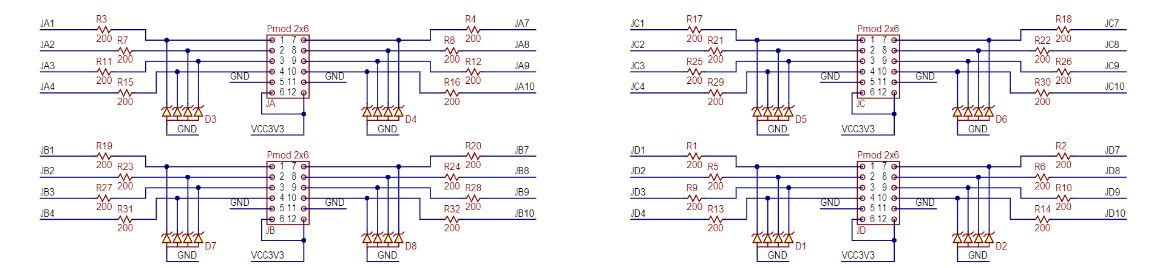 JA1 R3 200 Pmod 2x6 R4 200 JA7
JA2 R7 200 1 7 R8 200 JA8
JA3 R11 200 2 8 R12 200 JA9
JA4 R15 200 3 9 R16 200 JA10
4 10
GND 5 11 GND
6 12
D3 JA D4
GND VCC3V3 GND
JC1 R17 200 Pmod 2x6 R18 200 JC7
JC2 R21 200 1 7 R22 200 JC8
JC3 R25 200 2 8 R26 200 JC9
JC4 R29 200 3 9 R30 200 JC10
4 10
GND 5 11 GND
6 12
D5 JC D6
GND VCC3V3 GND
JB1 R19 200 Pmod 2x6 R20 200 JB7
JB2 R23 200 1 7 R24 200 JB8
JB3 R27 200 2 8 R28 200 JB9
JB4 R31 200 3 9 R32 200 JB10
4 10
GND 5 11 GND
6 12
D7 JB D8
GND VCC3V3 GND
JD1 R1 200 Pmod 2x6 R2 200 JD7
JD2 R5 200 1 7 R6 200 JD8
JD3 R9 200 2 8 R10 200 JD9
JD4 R13 200 3 9 R14 200 JD10
4 10
GND 5 11 GND
6 12
D1 JD D2
GND VCC3V3 GND